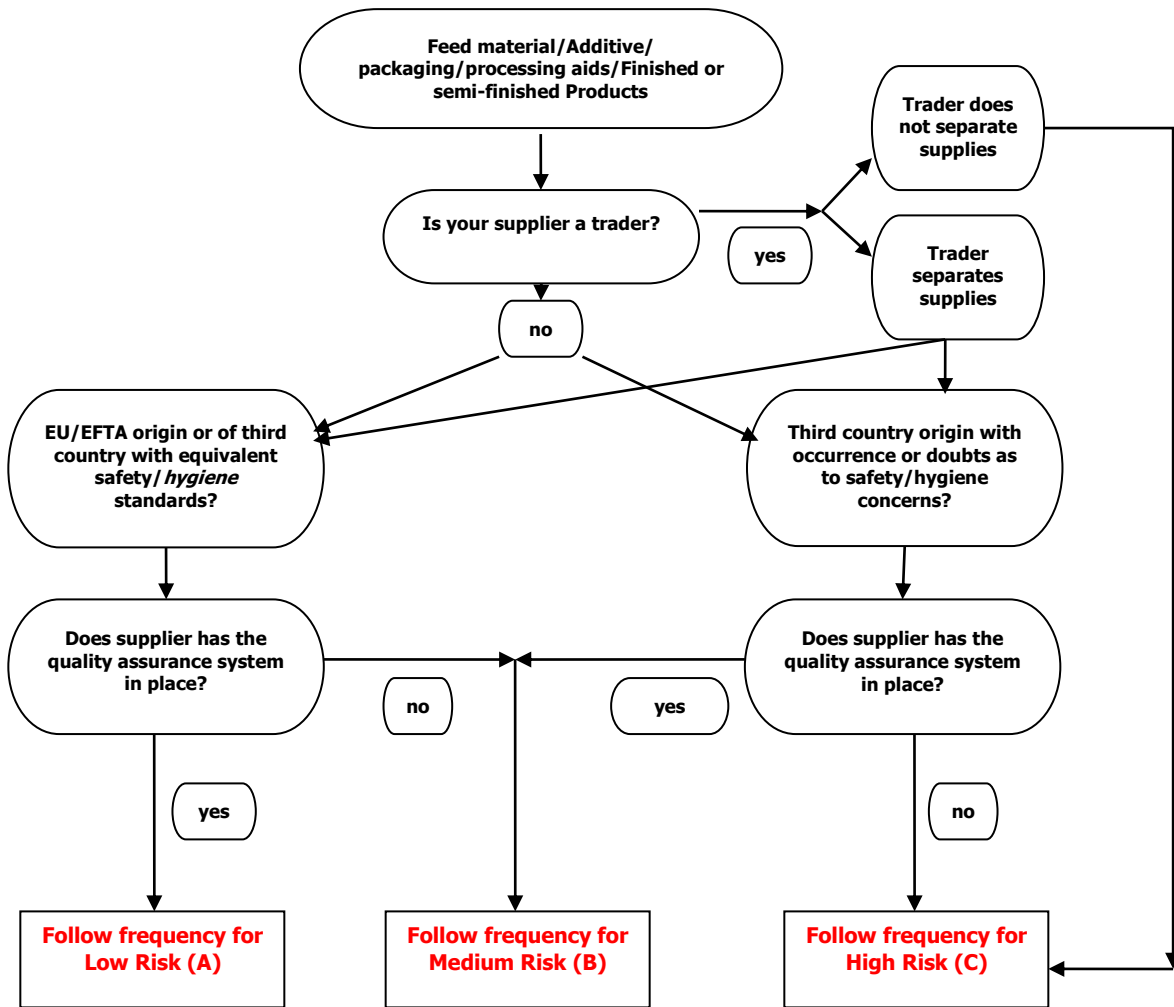 Feed material/Additive/
packaging/processing aids/Finished or
semi-finished Products
Trader does
not separate
supplies
Is your supplier a trader?
yes
Trader
separates
supplies
no
EU/EFTA origin or of third
country with equivalent
safety/hygiene
standards?
Third country origin with
occurrence or doubts as
to safety/hygiene
concerns?
Does supplier has the
quality assurance system
in place?
no
yes
Does supplier has the
quality assurance system
in place?
yes
no
Follow frequency for
Low Risk (A)
Follow frequency for
Medium Risk (B)
Follow frequency for
High Risk (C)